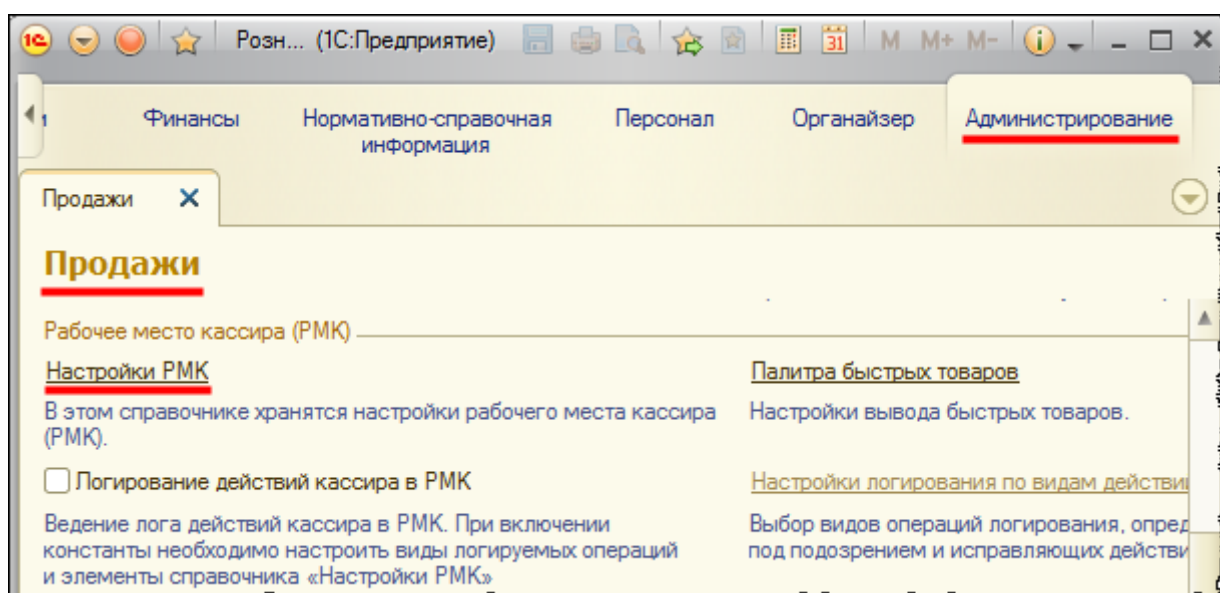 1С Розн... (1С:Предприятие) 31 M M+ M-
и Финансы Нормативно-справочная информация Персонал Органайзер Администрирование
Продажи
Продажи
Рабочее место кассира (РМК)
Настройки РМК Палитра быстрых товаров
В этом справочнике хранятся настройки рабочего места кассира Настройки вывода быстрых товаров.
(РМК).
Логирование действий кассира в РМК Настройки логирования по видам действи
Ведение лога действий кассира в РМК. При включении Выбор видов операций логирования, опред
константы необходимо настроить виды логируемых операций под подозрением и исправляющих действи
и элементы справочника «Настройки РМК»